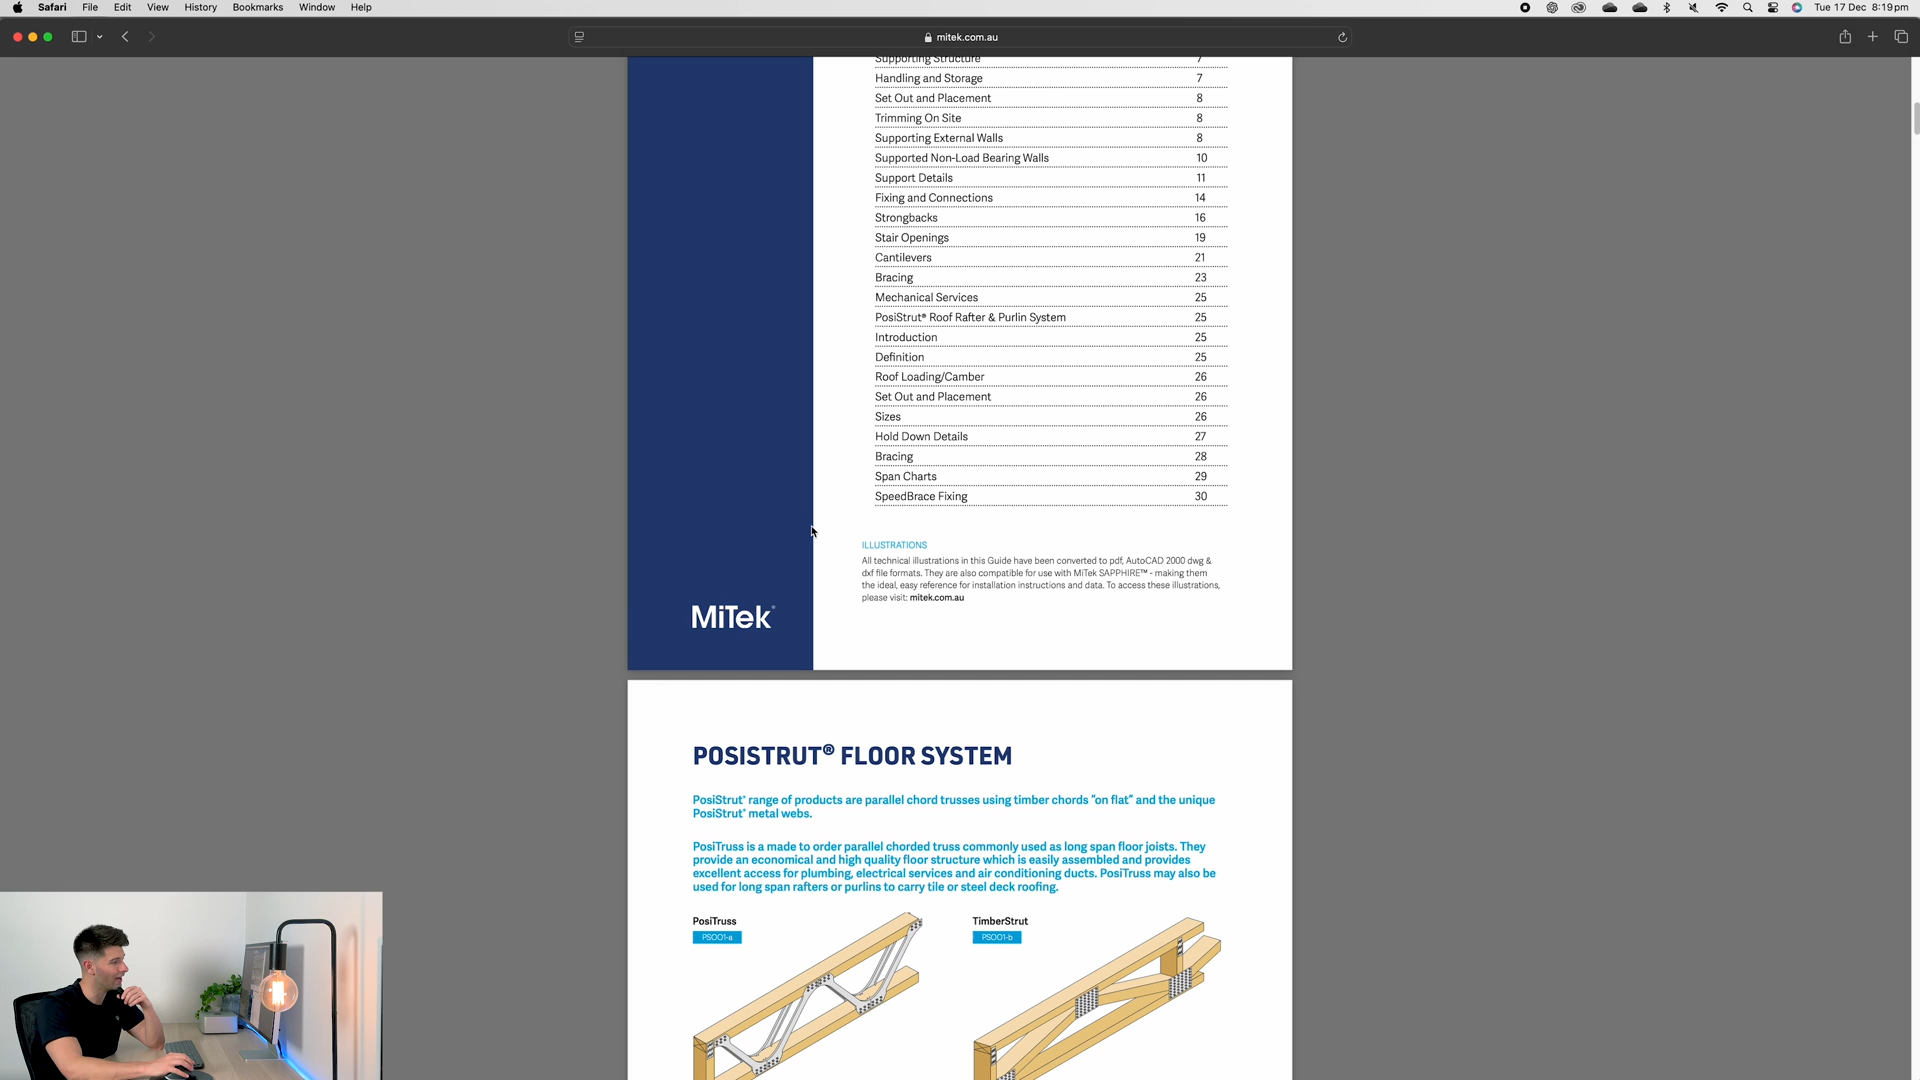 Safari File Edit View History Bookmarks Window Help Tue 17 Dec 8:19 pm
mitek.com.au
Supporting Structure 7
Handling and Storage 7
Set Out and Placement 8
Trimming On Site 8
Supporting External Walls 8
Supported Non-Load Bearing Walls 10
Support Details 11
Fixing and Connections 14
Strongbacks 16
Stair Openings 19
Cantilevers 21
Bracing 23
Mechanical Services 25
PosiStrut® Roof Rafter & Purlin System 25
Introduction 25
Definition 25
Roof Loading/Camber 26
Set Out and Placement 26
Sizes 26
Hold Down Details 27
Bracing 28
Span Charts 29
SpeedBrace Fixing 30
ILLUSTRATIONS
All technical illustrations in this Guide have been converted to pdf, AutoCAD 2000 dwg &
dxf file formats. They are also compatible for use with MiTek SAPPHIRE™ - making them
the ideal, easy reference for installation instructions and data. To access these illustrations,
please visit: mitek.com.au
MiTek®
POSISTRUT® FLOOR SYSTEM
PosiStrut® range of products are parallel chord trusses using timber chords "on flat" and the unique
PosiStrut® metal webs.
PosiTruss is a made to order parallel chorded truss commonly used as long span floor joists. They
provide an economical and high quality floor structure which is easily assembled and provides
excellent access for plumbing, electrical services and air conditioning ducts. PosiTruss may also be
used for long span rafters or purlins to carry tile or steel deck roofing.
PosiTruss
PS001-a
TimberStrut
PS001-b